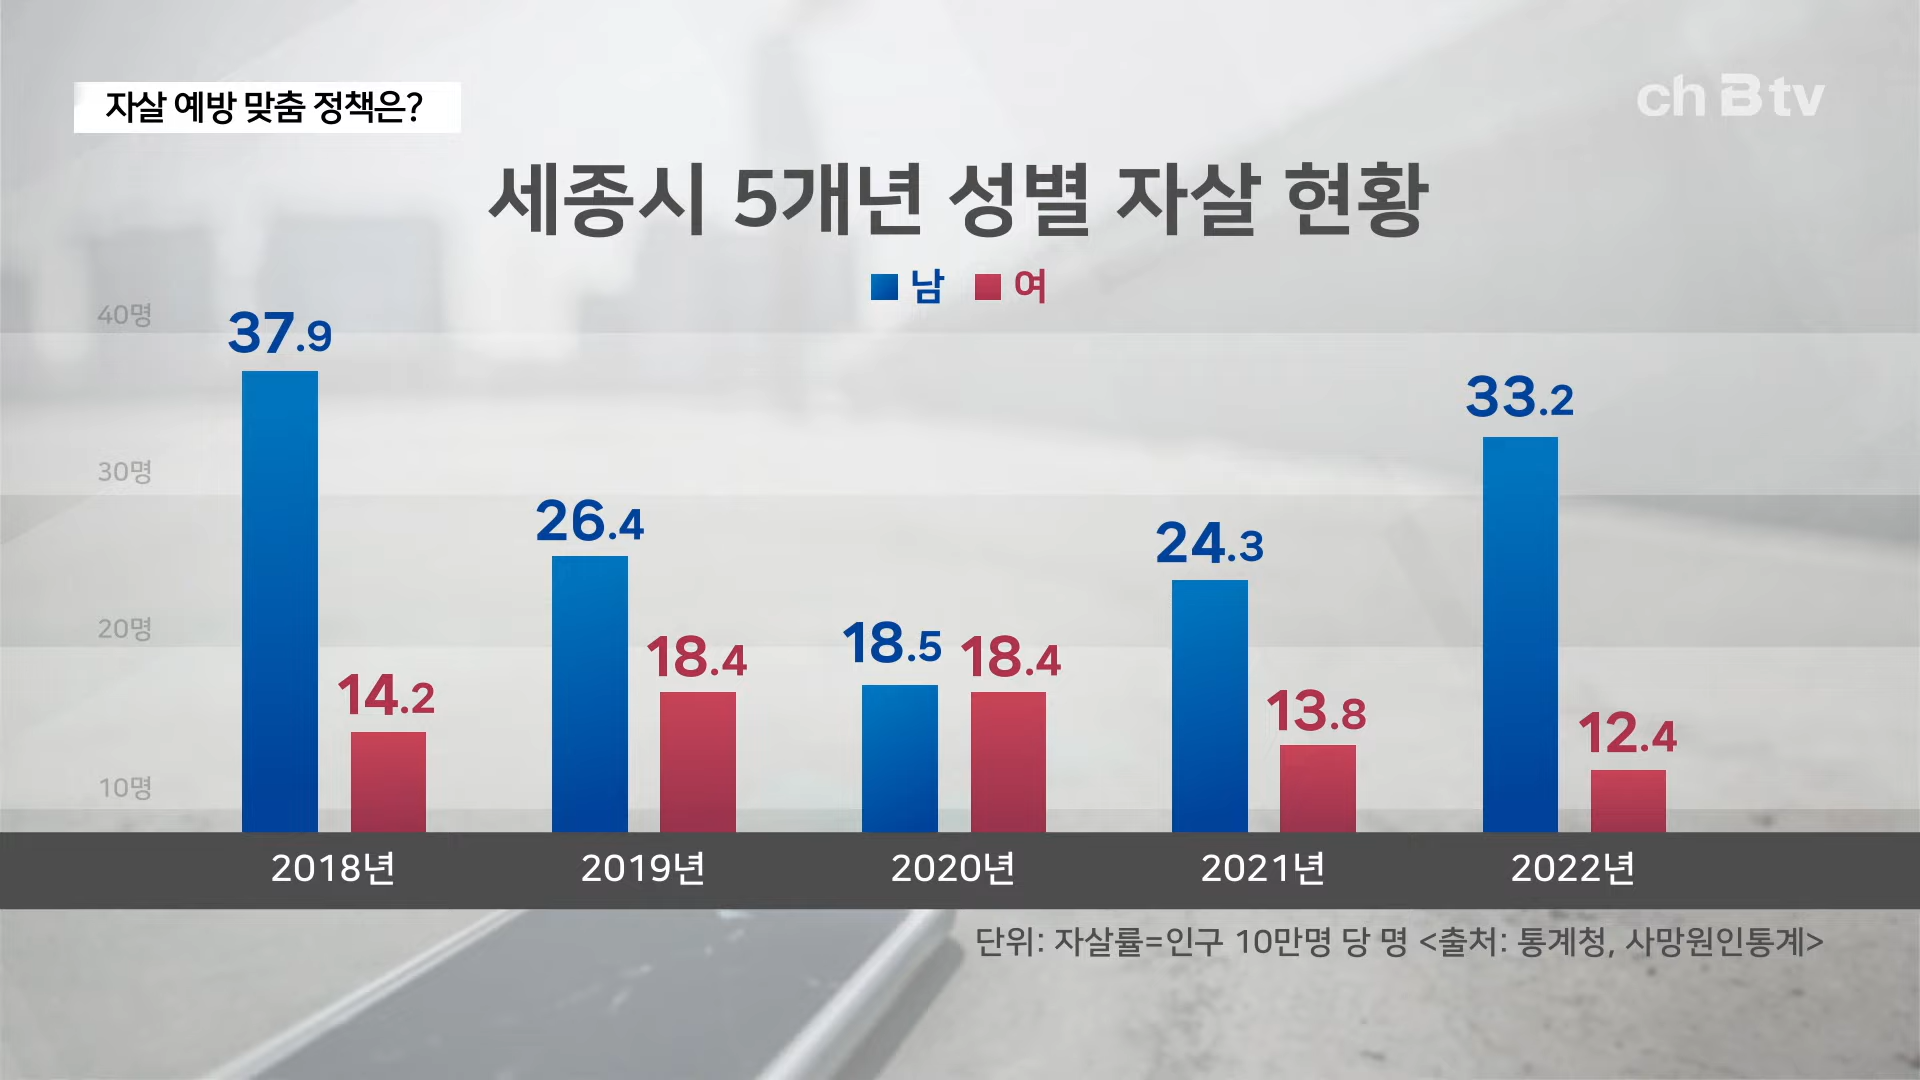 자살 예방 맞춤 정책은?
ch B tv
세종시 5개년 성별 자살 현황
남 여
40명
30명
20명
10명
37.9
14.2
26.4
18.4
18.5
18.4
24.3
13.8
33.2
12.4
2018년 2019년 2020년 2021년 2022년
단위: 자살률=인구 10만명 당 명 <출처: 통계청, 사망원인통계>